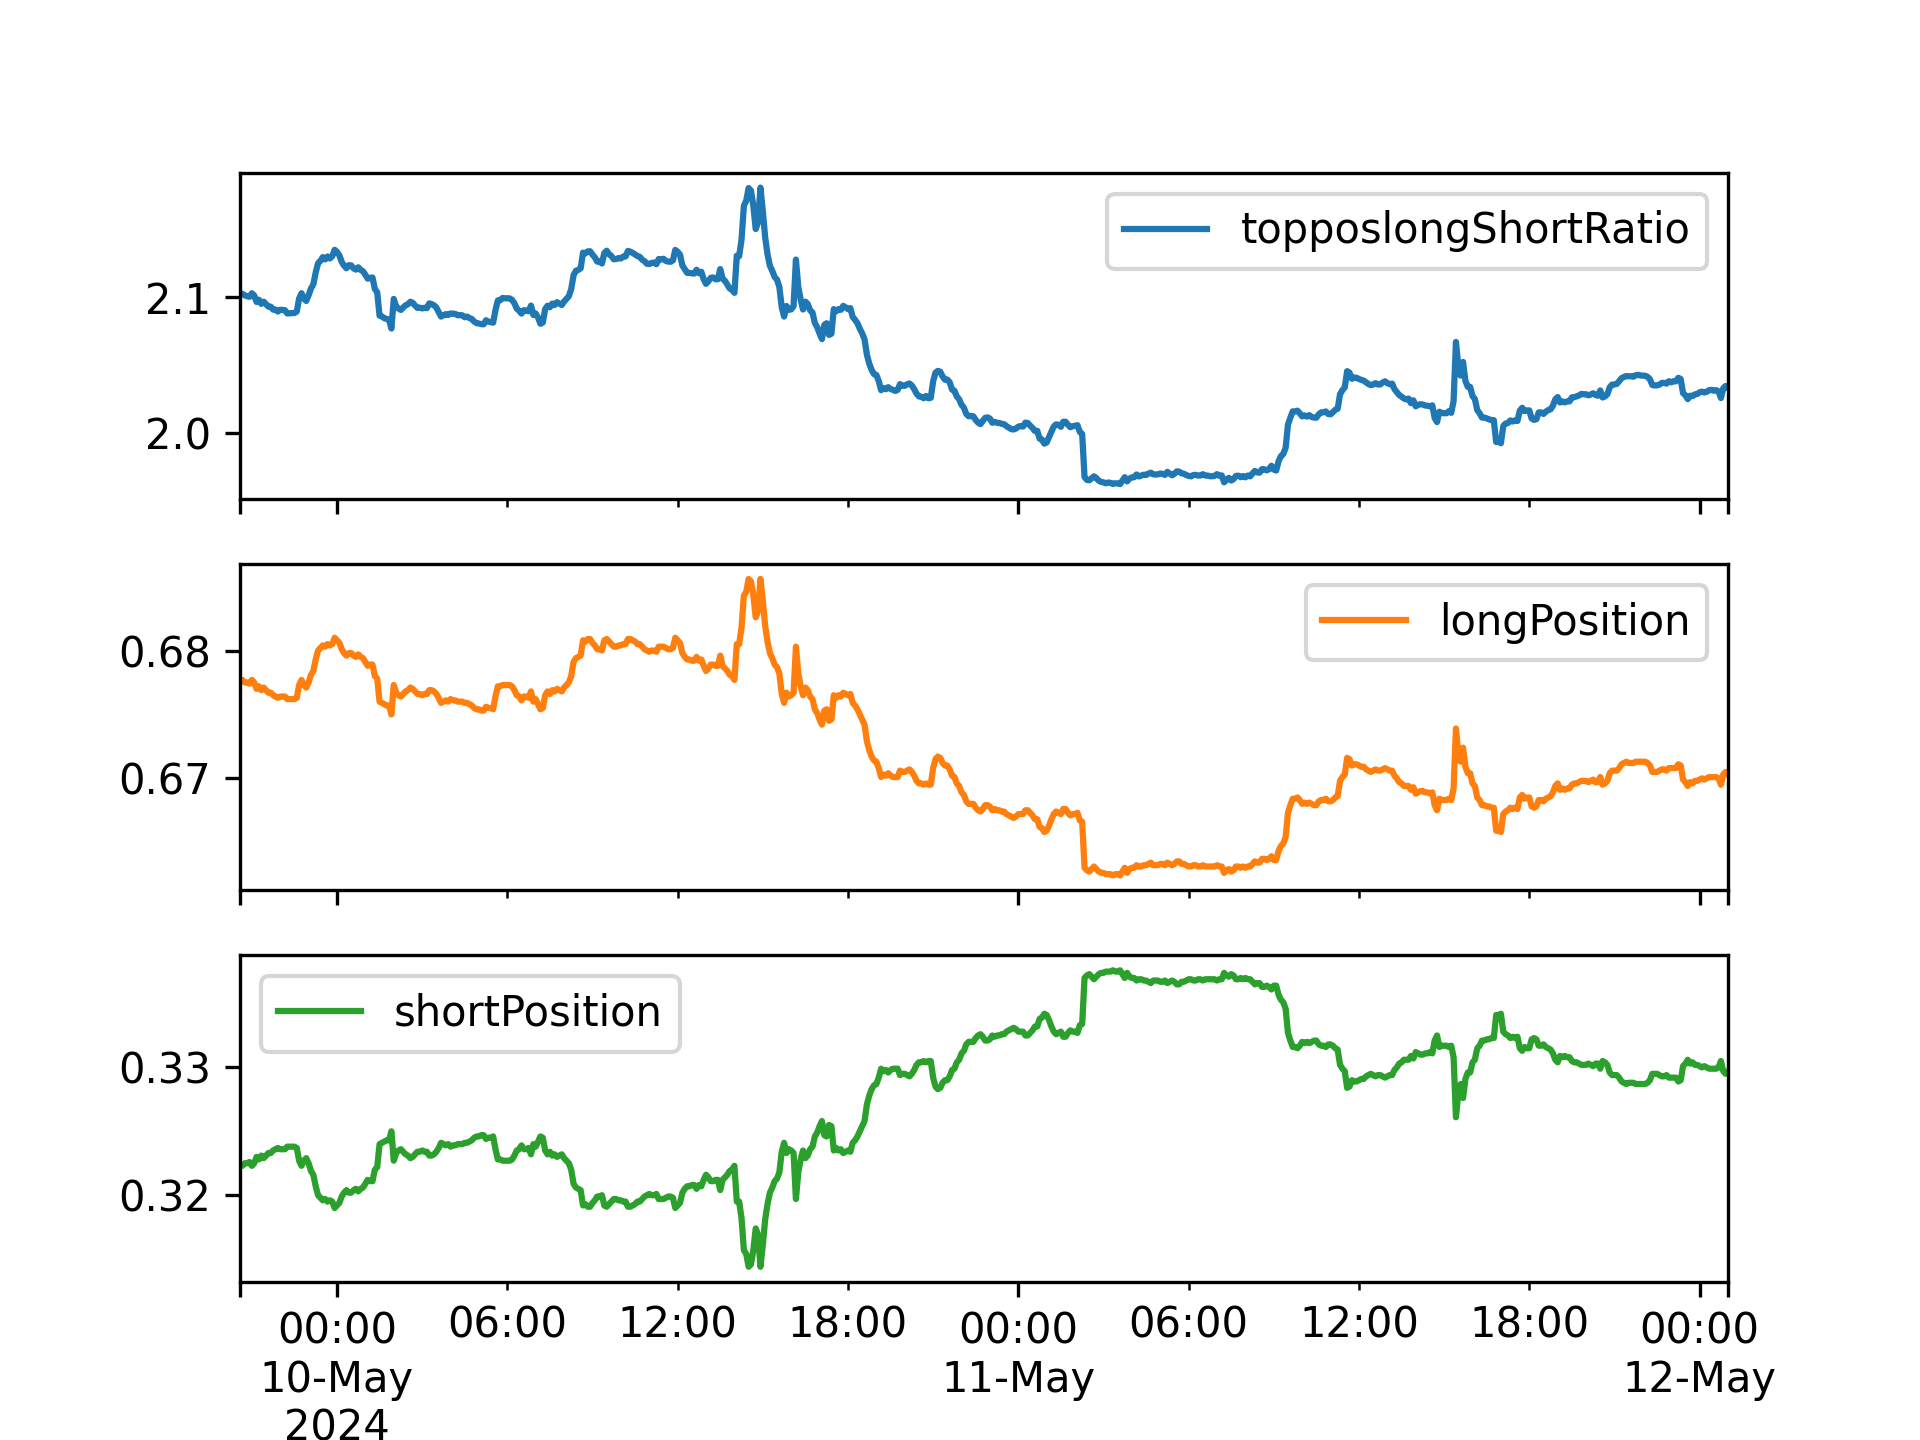 topposlongShortRatio
2.1
2.0
longPosition
0.68
0.67
shortPosition
0.33
0.32
00:00 06:00 12:00 18:00 00:00 06:00 12:00 18:00 00:00
10-May 11-May 12-May
2024